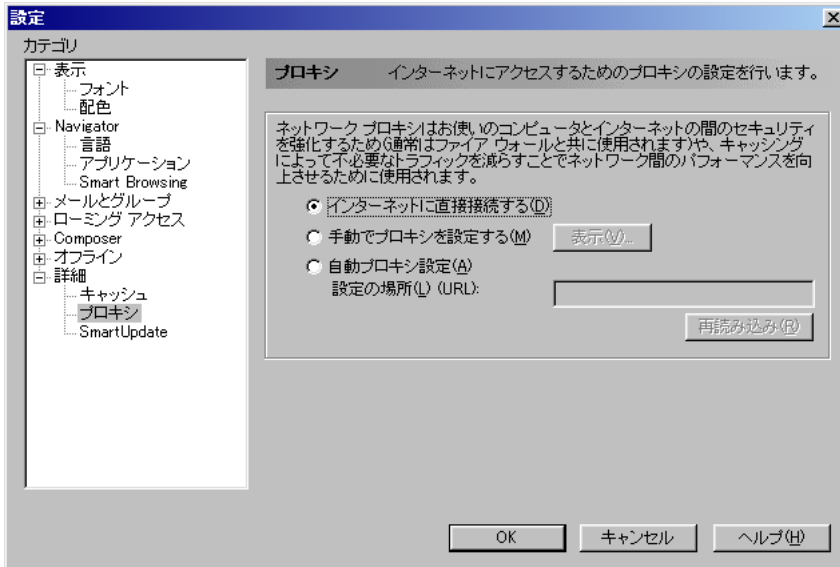 設定
カテゴリ
表示
フォント
配色
Navigator
言語
アプリケーション
Smart Browsing
メールとグループ
ローミング アクセス
Composer
オフライン
詳細
キャッシュ
プロキシ
SmartUpdate
プロキシ インターネットにアクセスするためのプロキシの設定を行います。
ネットワーク プロキシはお使いのコンピュータとインターネットの間のセキュリティ
を強化するため(通常はファイア ウォールと共に使用されます)や、キャッシング
によって不必要なトラフィックを減らすことでネットワーク間のパフォーマンスを向
上させるために使用されます。
インターネットに直接接続する(D)
手動でプロキシを設定する(M) 表示(V)...
自動プロキシ設定(A)
設定の場所(L) (URL):
再読み込み(R)
OK キャンセル ヘルプ(H)